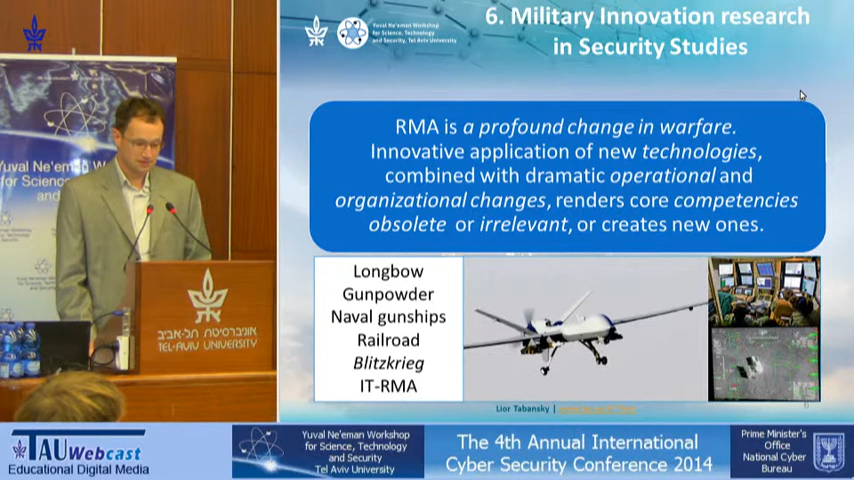 Yuval Ne'eman Workshop
for Science, Technology
and Security, Tel Aviv University
6. Military Innovation research
in Security Studies
Yuval Ne'eman W
for Science
and
RMA is a profound change in warfare.
Innovative application of new technologies,
combined with dramatic operational and
organizational changes, renders core competencies
obsolete or irrelevant, or creates new ones.
Longbow
Gunpowder
Naval gunships
Railroad
Blitzkrieg
IT-RMA
אוניברסיטת תל-אביב
TEL-AVIV UNIVERSITY
Lior Tabansky |
6
TAU Webcast
Educational Digital Media
Yuval Ne'eman Workshop
for Science, Technology
and Security
Tel Aviv University
The 4th Annual International
Cyber Security Conference 2014
Prime Minister's
Office
National Cyber
Bureau